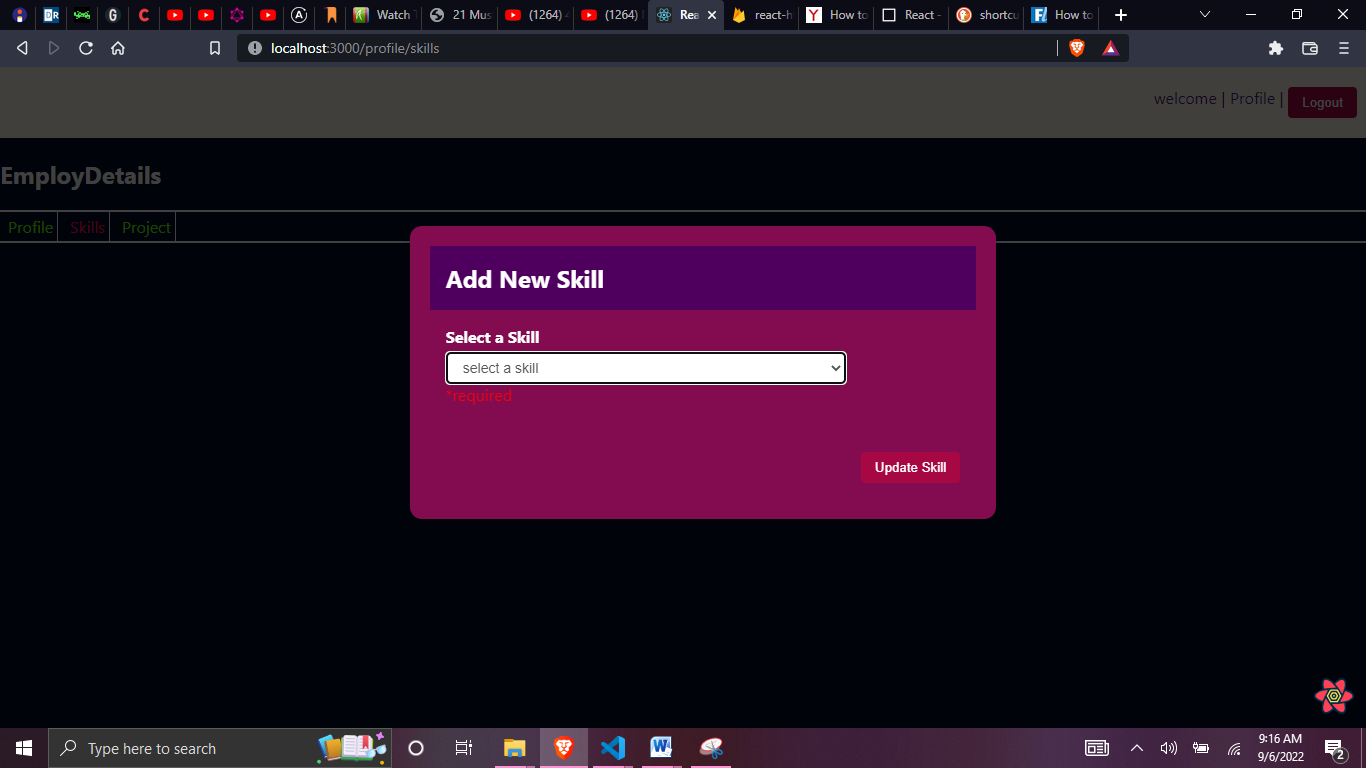 Watch
21 Mus
(1264)
(1264)
Rea
react-h
How to
React -
shortcu
How to
localhost:3000/profile/skills
welcome | Profile | Logout
EmployDetails
Profile
Skills
Project
Add New Skill
Select a Skill
select a skill
*required
Update Skill
Type here to search
9:16 AM
9/6/2022
2